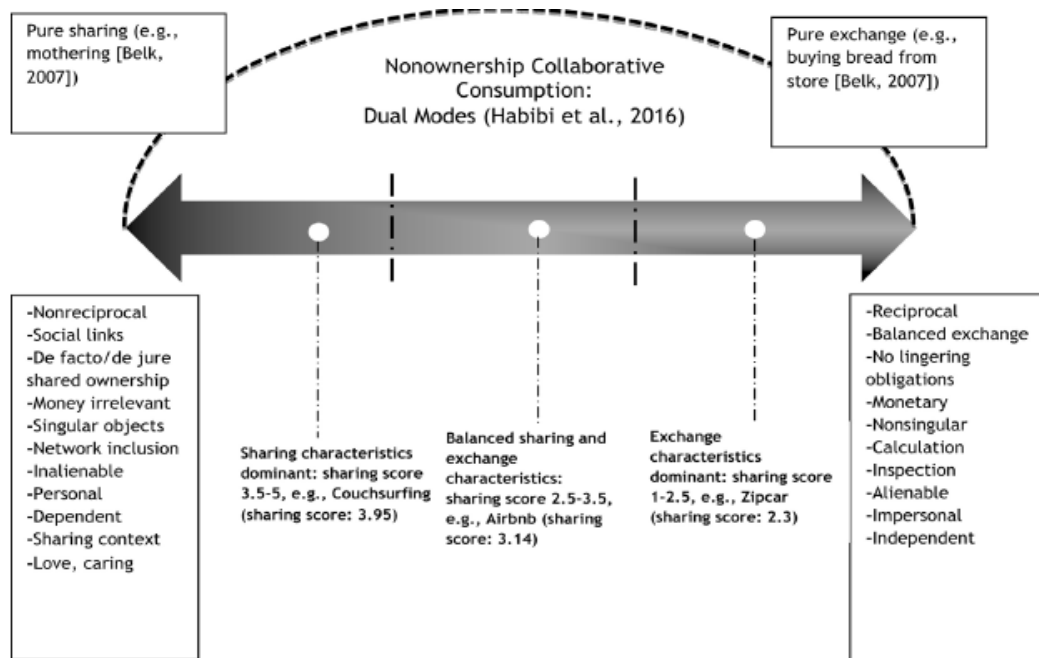 Pure sharing (e.g.,
mothering [Belk,
2007])
Nonownership Collaborative
Consumption:
Dual Modes (Habibi et al., 2016)
Pure exchange (e.g.,
buying bread from
store [Belk, 2007])
-Nonreciprocal
-Social links
-De facto/de jure
shared ownership
-Money irrelevant
-Singular objects
-Network inclusion
-Inalienable
-Personal
-Dependent
-Sharing context
-Love, caring
Sharing characteristics
dominant: sharing score
3.5-5, e.g., Couchsurfing
(sharing score: 3.95)
Balanced sharing and
exchange
characteristics:
sharing score 2.5-3.5,
e.g., Airbnb (sharing
score: 3.14)
Exchange
characteristics
dominant: sharing score
1-2.5, e.g., Zipcar
(sharing score: 2.3)
-Reciprocal
-Balanced exchange
-No lingering
obligations
-Monetary
-Nonsingular
-Calculation
-Inspection
-Alienable
-Impersonal
-Independent